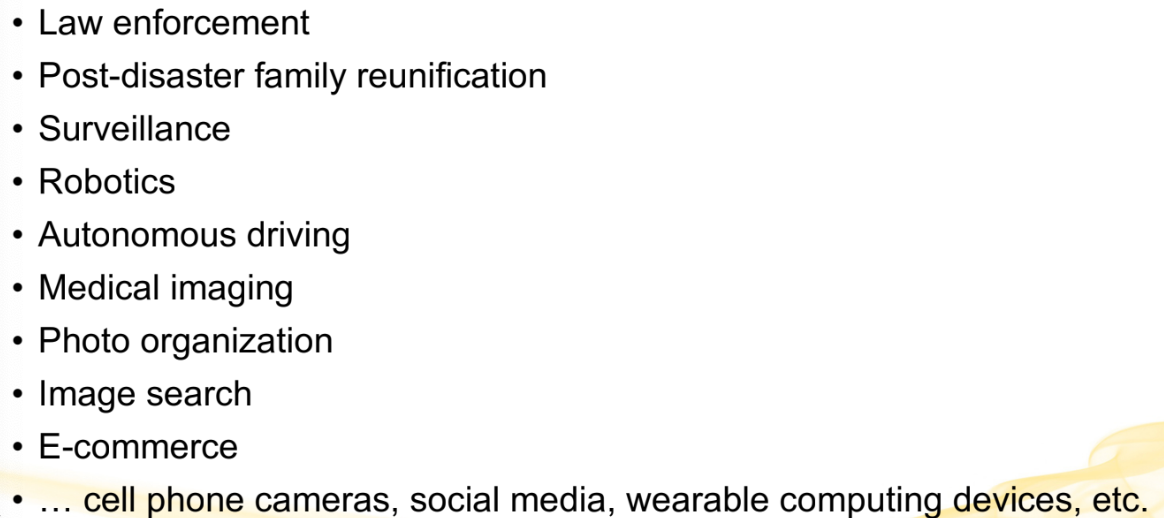 • Law enforcement
• Post-disaster family reunification
• Surveillance
• Robotics
• Autonomous driving
• Medical imaging
• Photo organization
• Image search
• E-commerce
• … cell phone cameras, social media, wearable computing devices, etc.